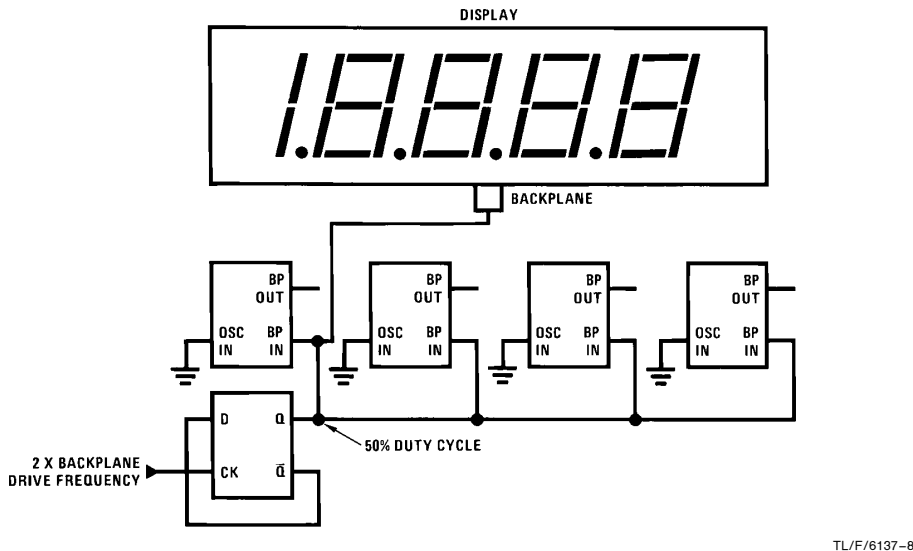 DISPLAY
1.8.8.8.8
BACKPLANE
BP
OUT
OSC
IN
BP
IN
BP
OUT
OSC
IN
BP
IN
BP
OUT
OSC
IN
BP
IN
BP
OUT
OSC
IN
BP
IN
D
Q
50% DUTY CYCLE
2 X BACKPLANE
DRIVE FREQUENCY
CK
Q̅
TL/F/6137–8